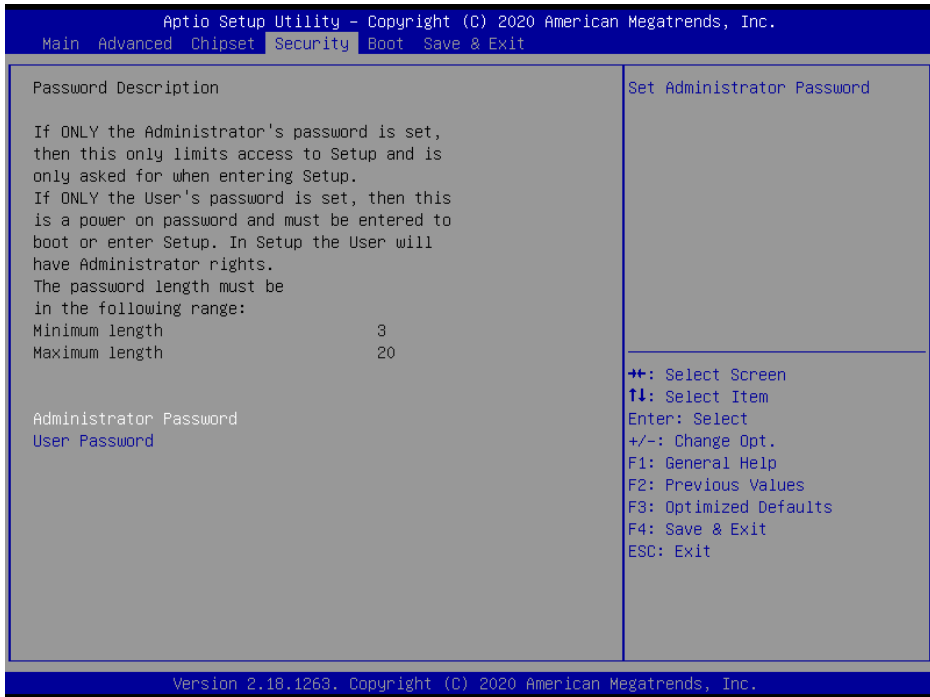 Aptio Setup Utility – Copyright (C) 2020 American Megatrends, Inc.
Main Advanced Chipset Security Boot Save & Exit
Password Description
If ONLY the Administrator's password is set,
then this only limits access to Setup and is
only asked for when entering Setup.
If ONLY the User's password is set, then this
is a power on password and must be entered to
boot or enter Setup. In Setup the User will
have Administrator rights.
The password length must be
in the following range:
Minimum length 3
Maximum length 20
Administrator Password
User Password
Set Administrator Password
→←: Select Screen
↑↓: Select Item
Enter: Select
+/-: Change Opt.
F1: General Help
F2: Previous Values
F3: Optimized Defaults
F4: Save & Exit
ESC: Exit
Version 2.18.1263. Copyright (C) 2020 American Megatrends, Inc.